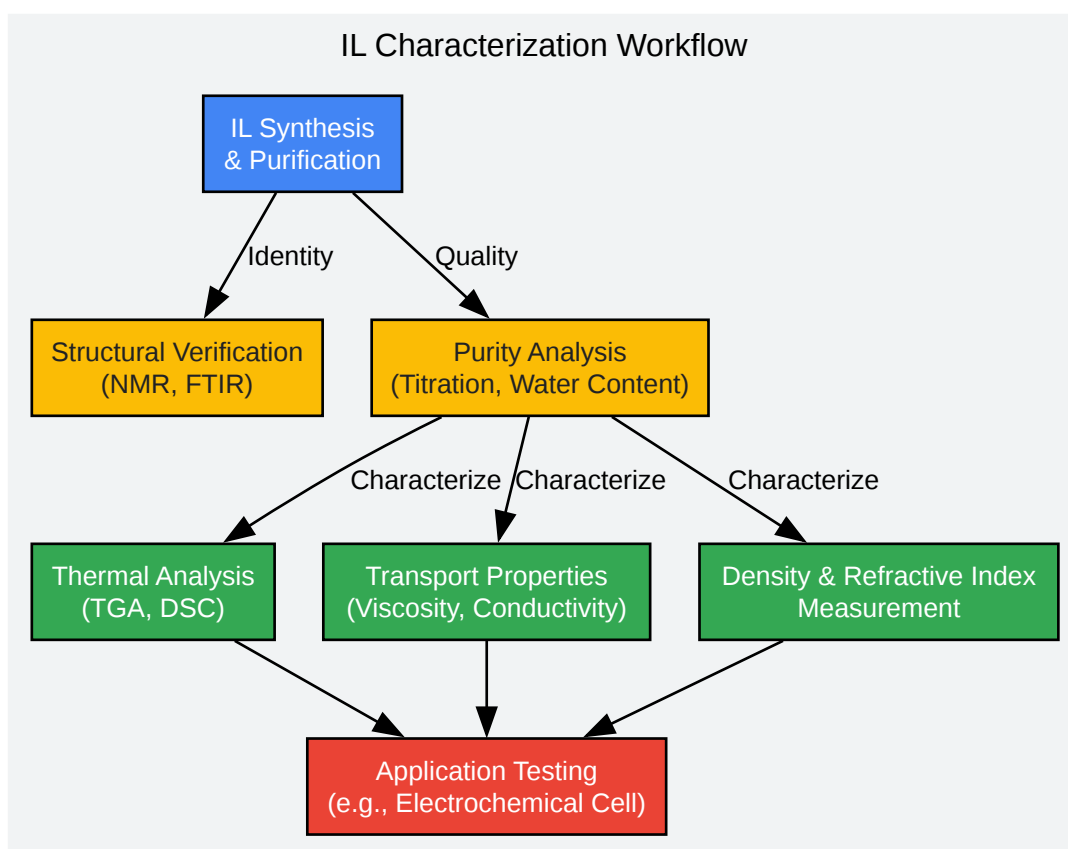 IL Characterization Workflow
IL Synthesis
& Purification
Identity
Quality
Structural Verification
(NMR, FTIR)
Purity Analysis
(Titration, Water Content)
Characterize
Characterize
Characterize
Thermal Analysis
(TGA, DSC)
Transport Properties
(Viscosity, Conductivity)
Density & Refractive Index
Measurement
Application Testing
(e.g., Electrochemical Cell)